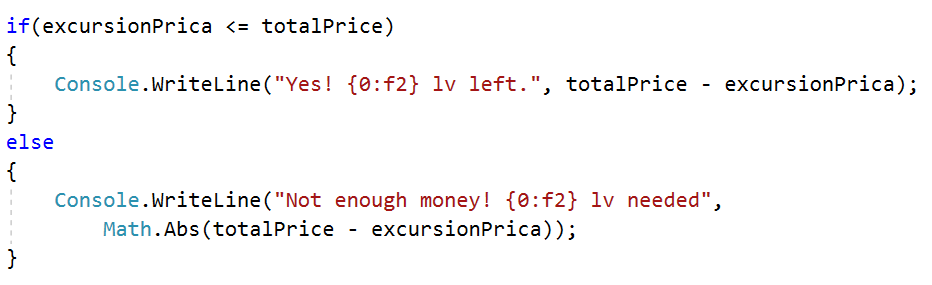 if(excursionPrica <= totalPrice)
{
    Console.WriteLine("Yes! {0:f2} lv left.", totalPrice - excursionPrica);
}
else
{
    Console.WriteLine("Not enough money! {0:f2} lv needed",
        Math.Abs(totalPrice - excursionPrica));
}